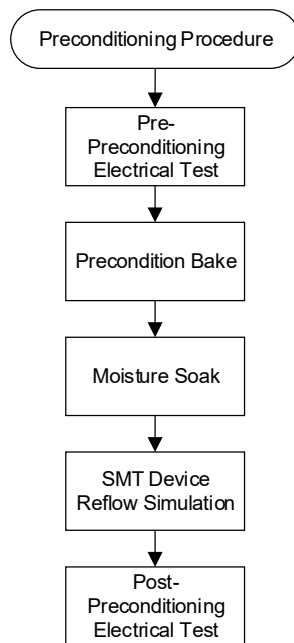 Preconditioning Procedure
Pre-
Preconditioning
Electrical Test
Precondition Bake
Moisture Soak
SMT Device
Reflow Simulation
Post-
Preconditioning
Electrical Test